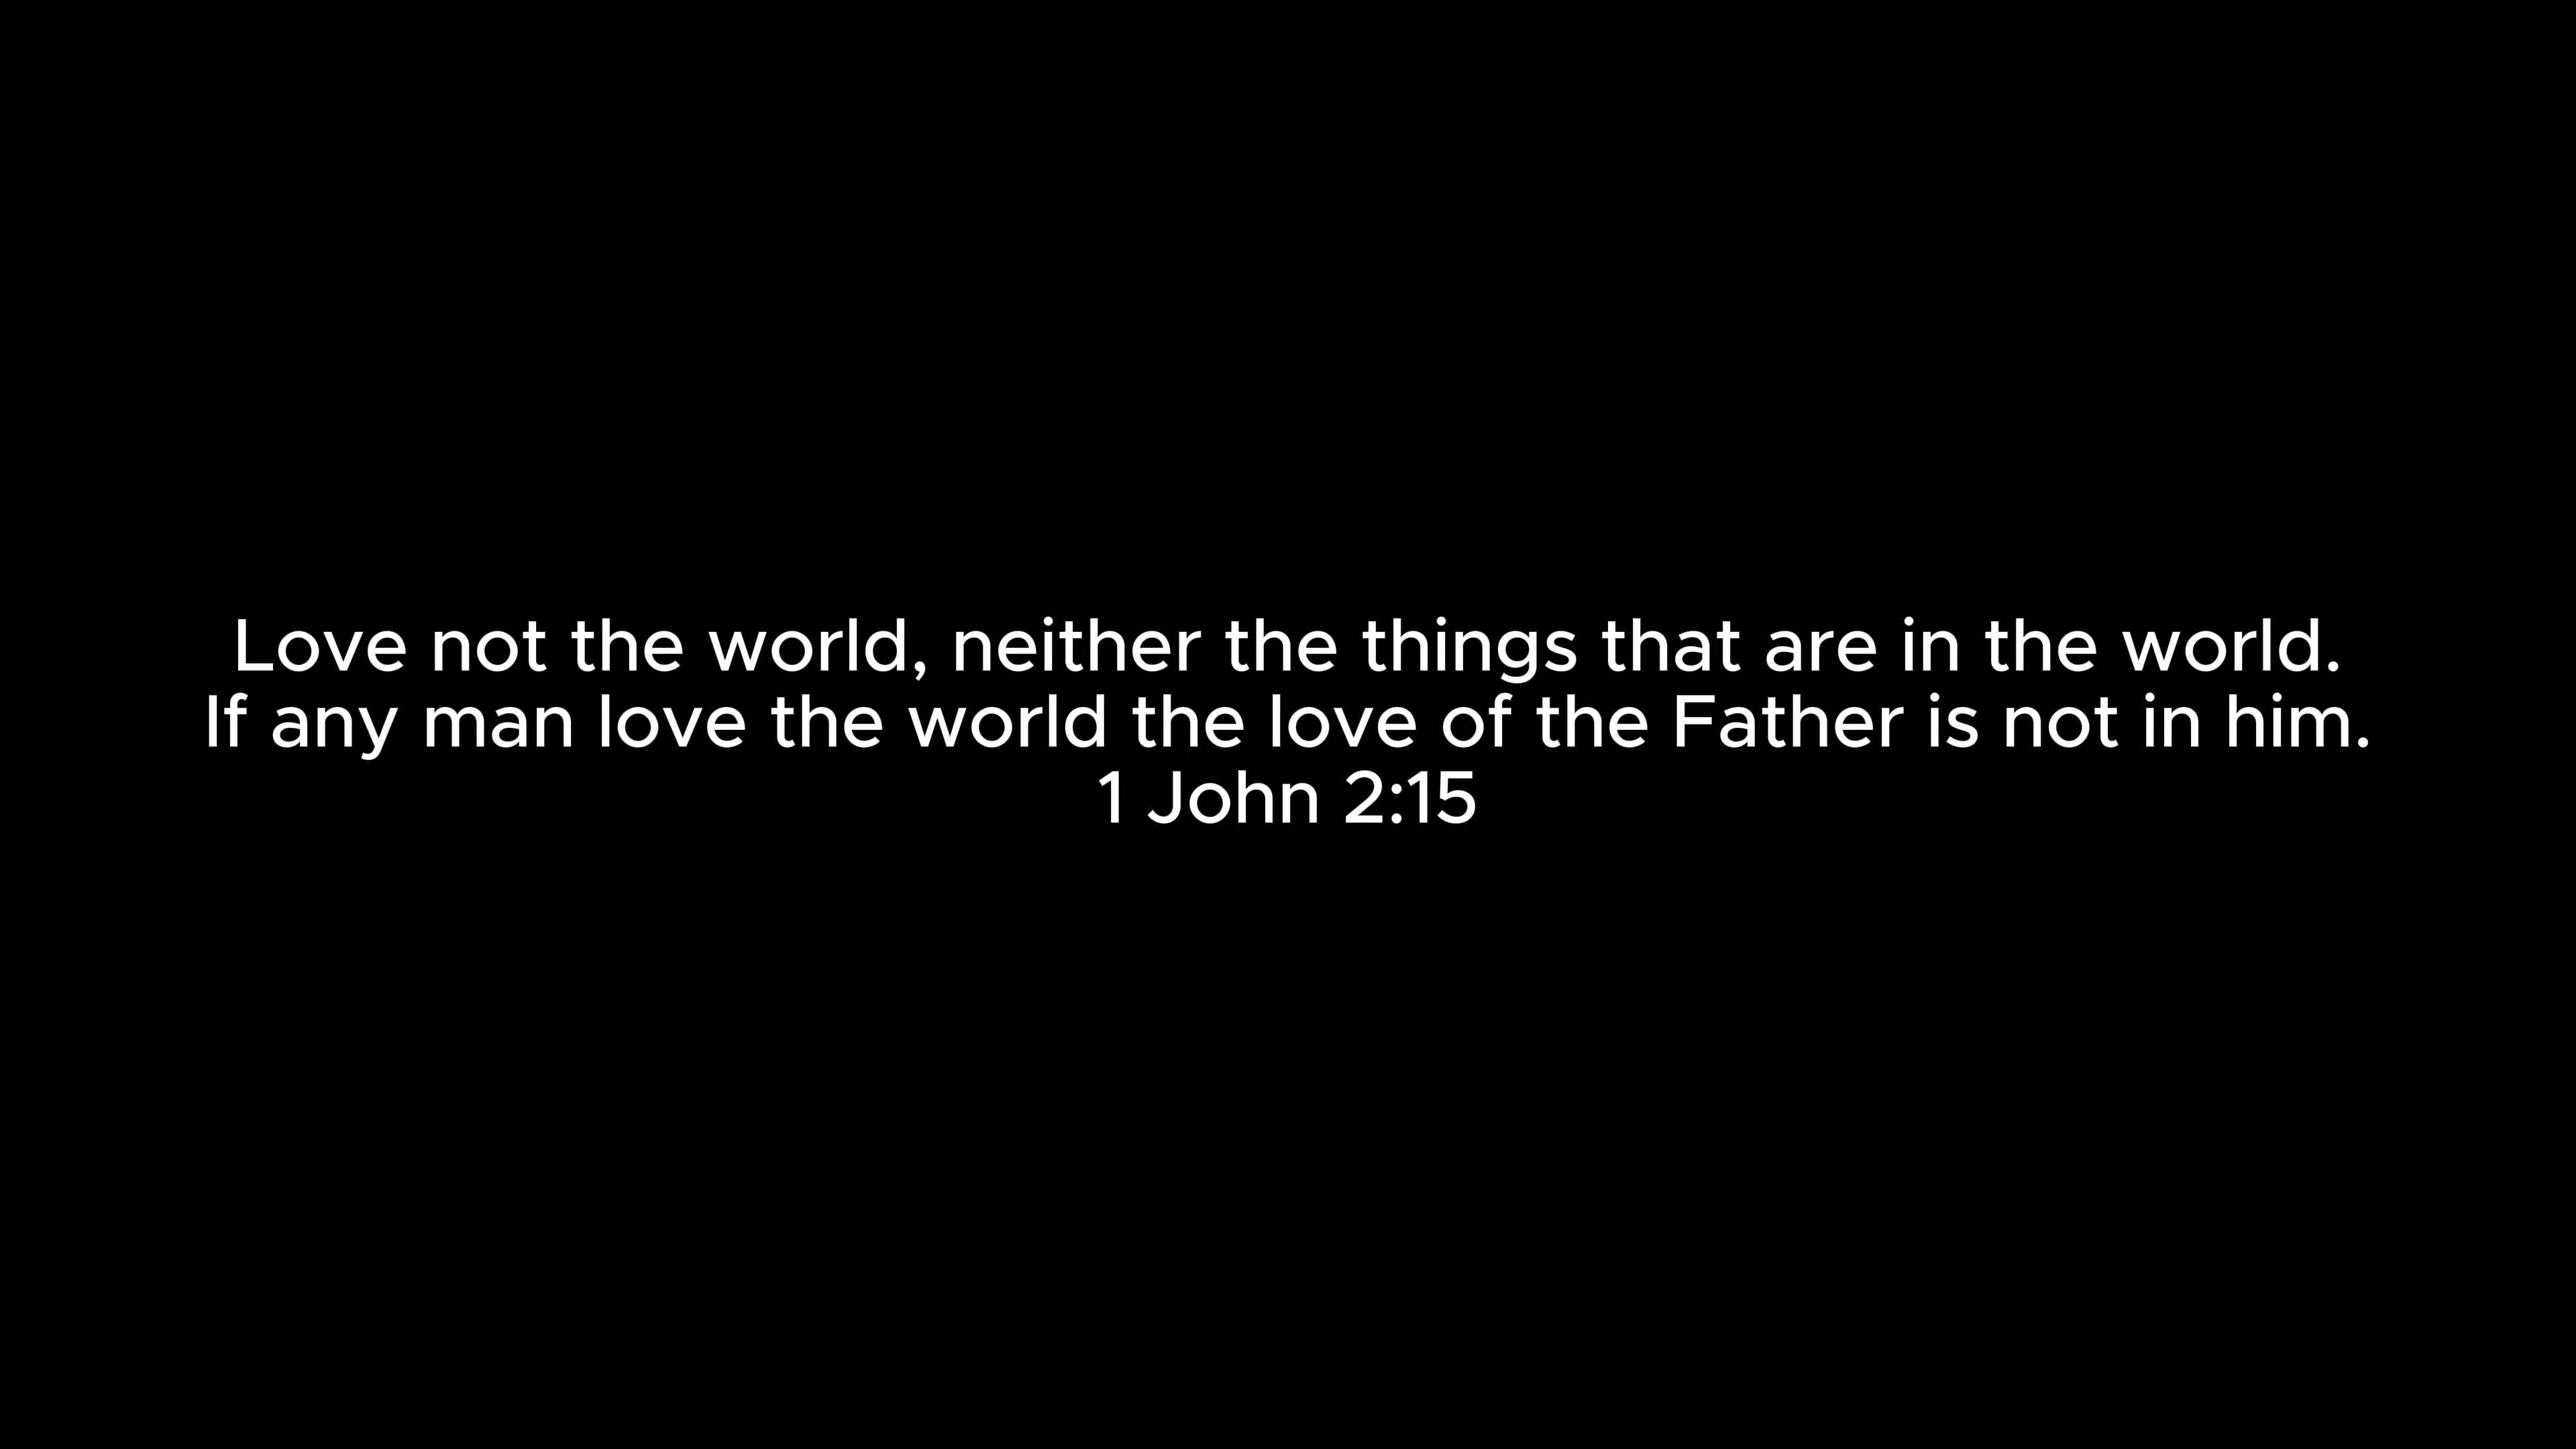 Love not the world, neither the things that are in the world.
If any man love the world the love of the Father is not in him.
1 John 2:15